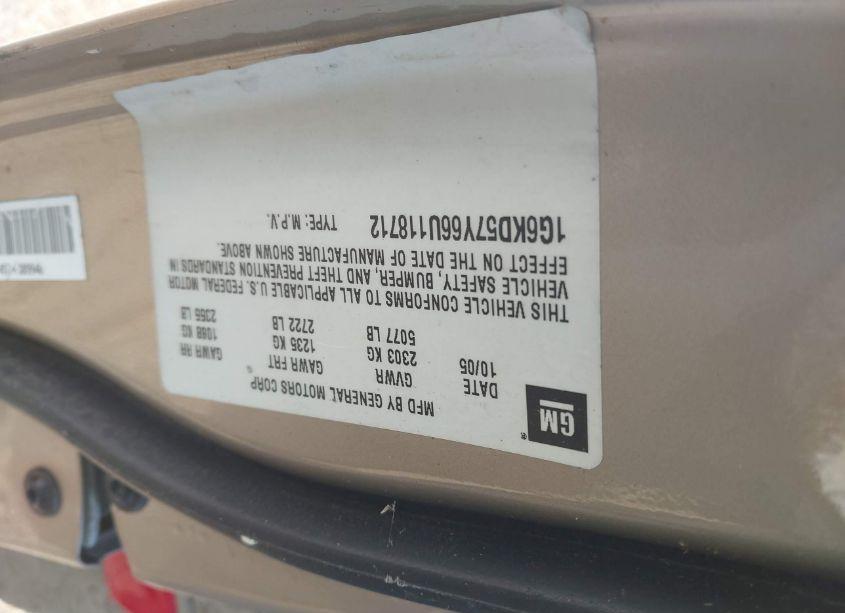 GM
MFD BY GENERAL MOTORS CORP
DATE GVWR GAWR FRT GAWR RR
10/05 2303 KG 1235 KG 1068 KG
5077 LB 2722 LB 2355 LB
THIS VEHICLE CONFORMS TO ALL APPLICABLE U.S. FEDERAL MOTOR
VEHICLE SAFETY, BUMPER, AND THEFT PREVENTION STANDARDS IN
EFFECT ON THE DATE OF MANUFACTURE SHOWN ABOVE.
1G6KD57Y66U118712 TYPE: M.P.V.